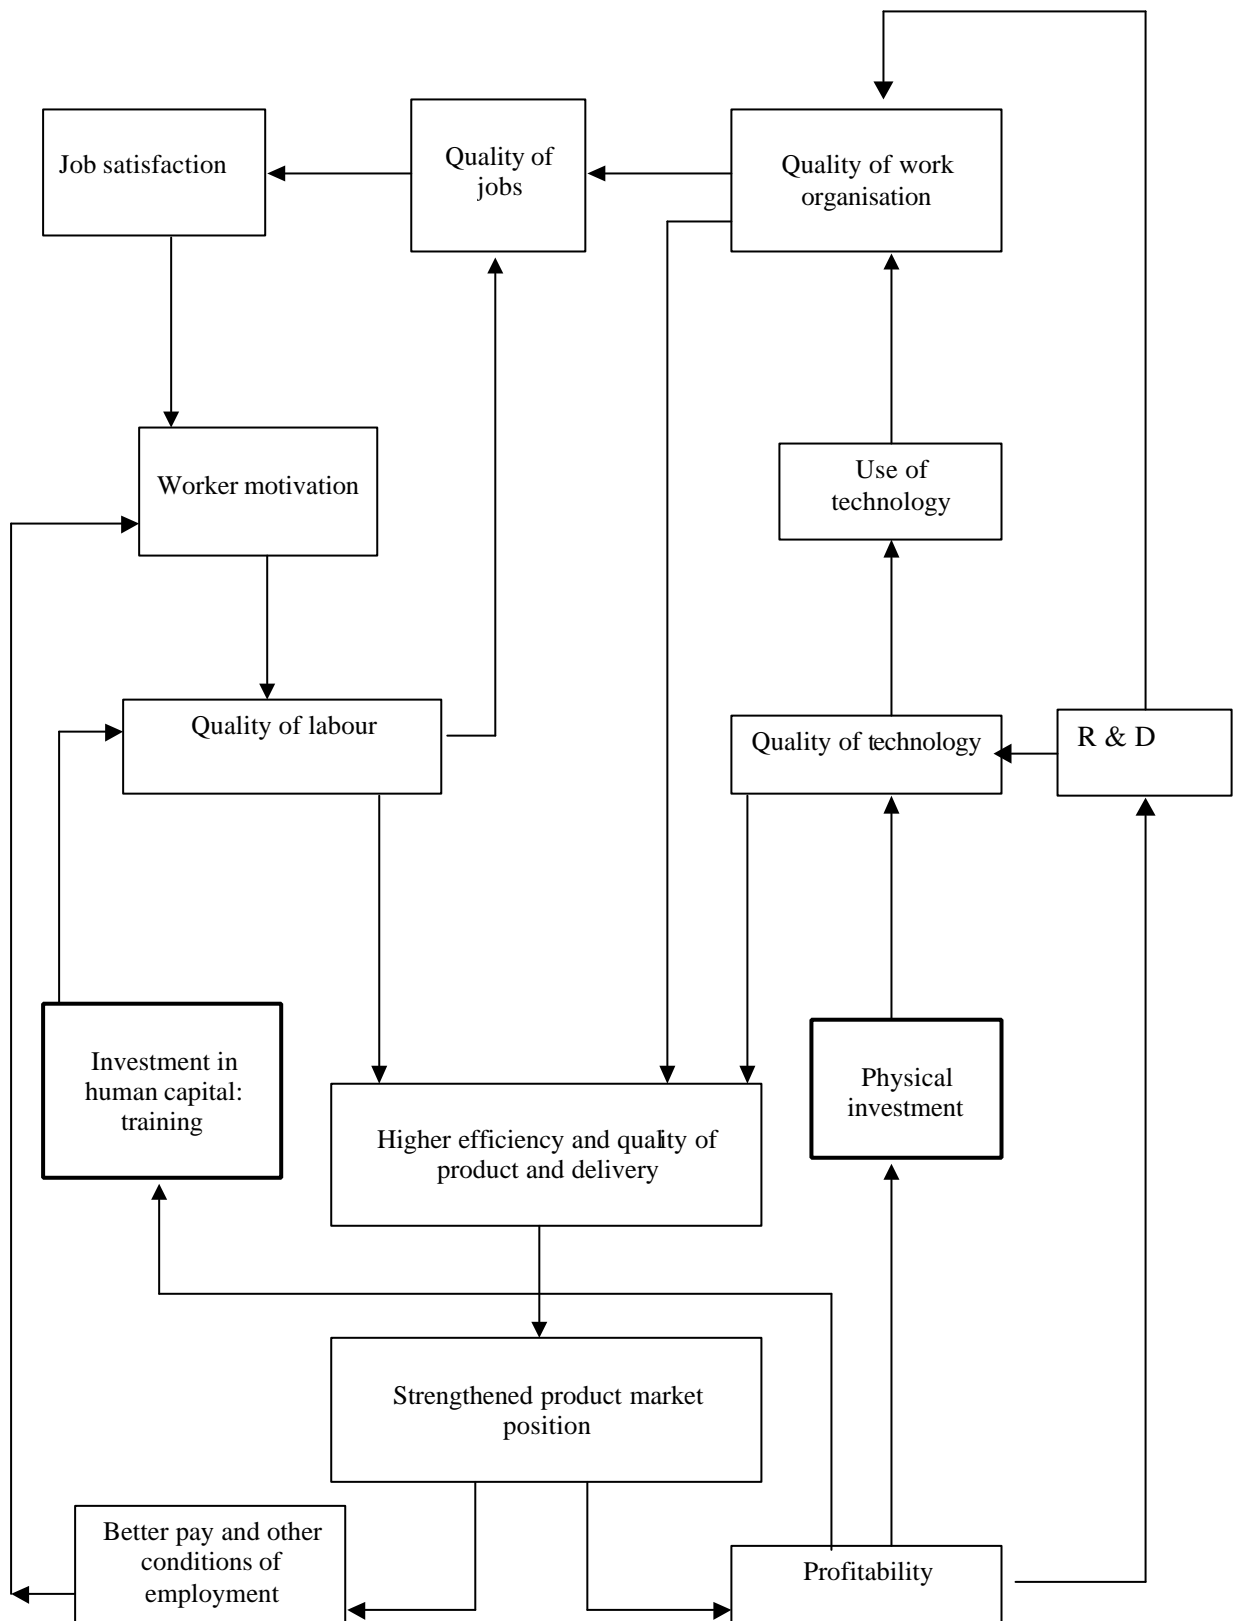 Job satisfaction
Quality of
jobs
Quality of work
organisation
Worker motivation
Use of
technology
Quality of labour
Quality of technology
R & D
Investment in
human capital:
training
Physical
investment
Higher efficiency and quality of
product and delivery
Strengthened product market
position
Better pay and other
conditions of
employment
Profitability